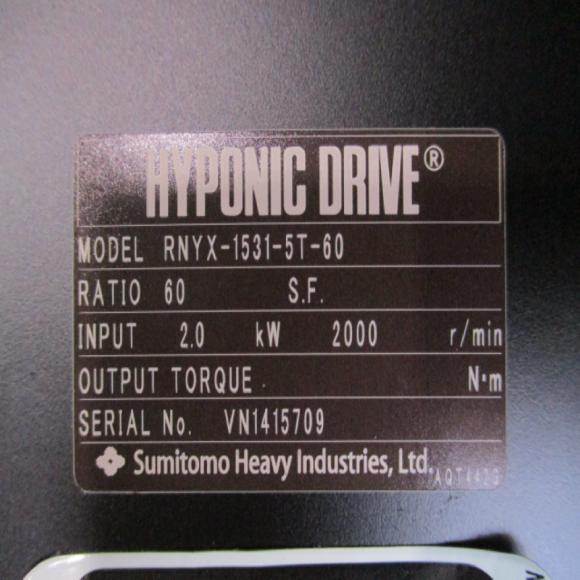 HYPONIC DRIVE®
MODEL RNYX-1531-5T-60
RATIO 60 S.F.
INPUT 2.0 kW 2000 r/min
OUTPUT TORQUE N·m
SERIAL No. VN1415709
Sumitomo Heavy Industries, Ltd.
AQT442G